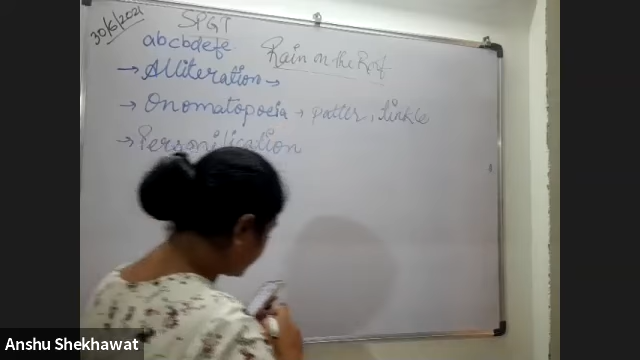 30/6/2021
SPGT
abcbdefe
Rain on the Roof
→ Alliteration →
→ Onomatopoeia → patter, tinkle
→ Personification
Anshu Shekhawat